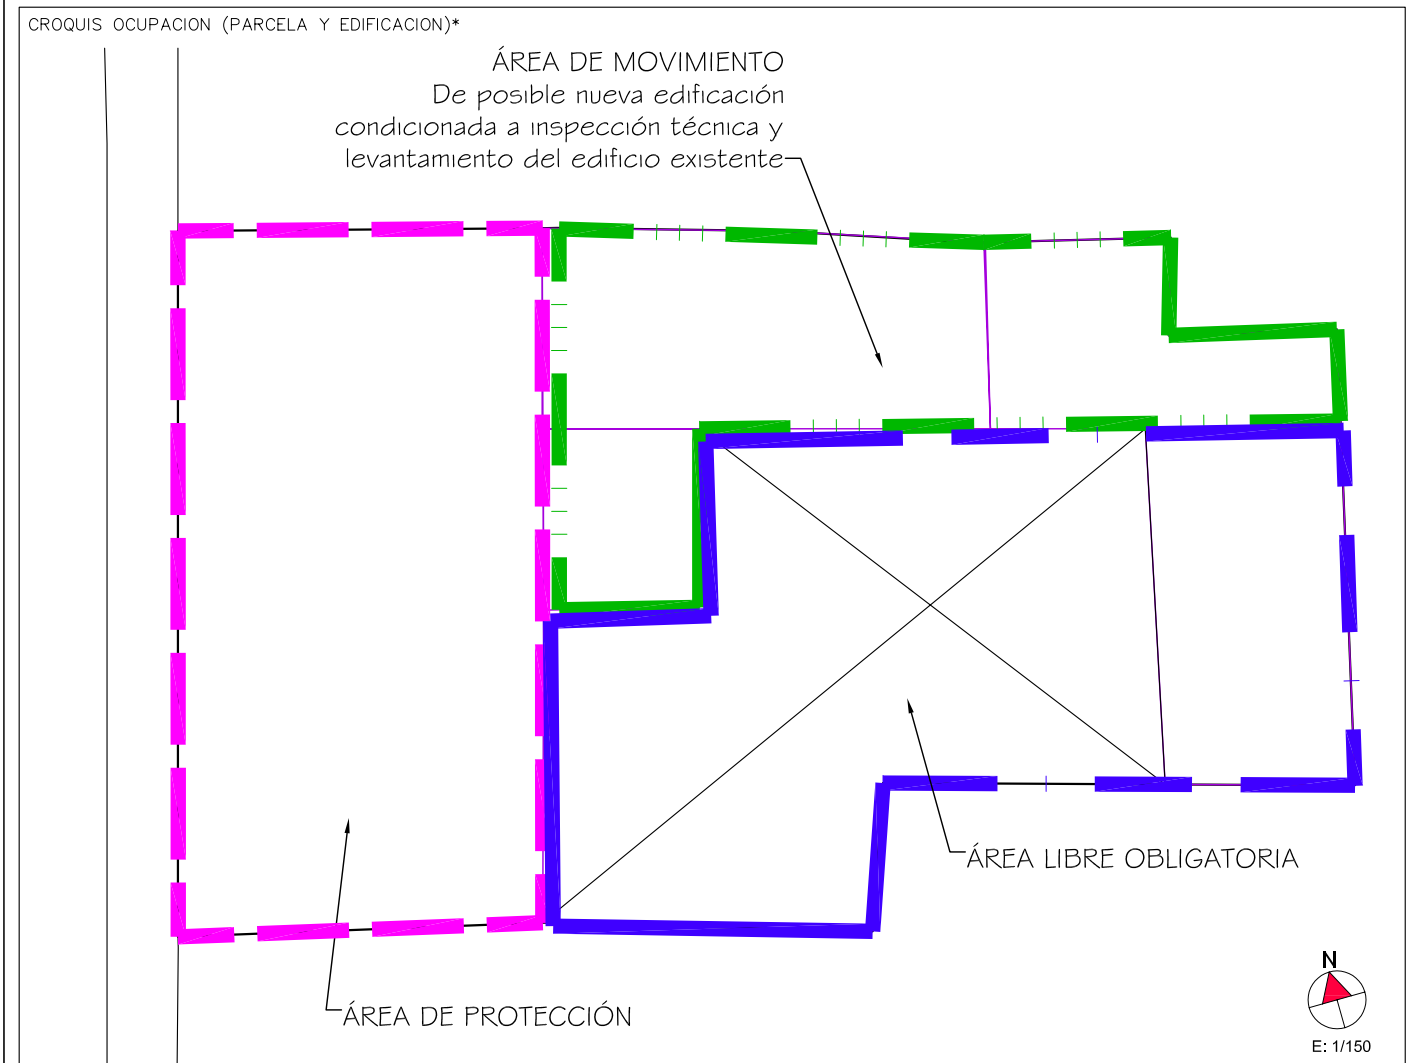 CROQUIS OCUPACION (PARCELA Y EDIFICACION)*
ÁREA DE MOVIMIENTO
De posible nueva edificación
condicionada a inspección técnica y
levantamiento del edificio existente
ÁREA LIBRE OBLIGATORIA
ÁREA DE PROTECCIÓN
N
E: 1/150